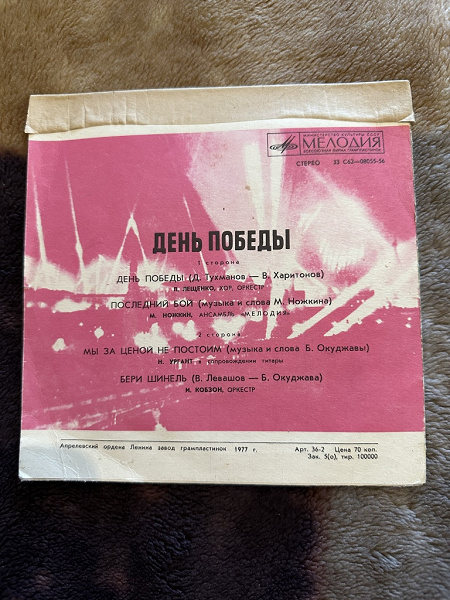 МИНИСТЕРСТВО КУЛЬТУРЫ СССР
МЕЛОДИЯ
ВСЕСОЮЗНАЯ ФИРМА ГРАМПЛАСТИНОК
СТЕРЕО 33 С62—08055-56
ДЕНЬ ПОБЕДЫ
1 сторона
ДЕНЬ ПОБЕДЫ (Д. Тухманов — В. Харитонов)
Л. ЛЕЩЕНКО, ХОР, ОРКЕСТР
ПОСЛЕДНИЙ БОЙ (музыка и слова М. Ножкина)
М. НОЖКИН, АНСАМБЛЬ «МЕЛОДИЯ»
2 сторона
МЫ ЗА ЦЕНОЙ НЕ ПОСТОИМ (музыка и слова Б. Окуджавы)
Н. УРГАНТ в сопровождении гитары
БЕРИ ШИНЕЛЬ (В. Левашов — Б. Окуджава)
И. КОБЗОН, ОРКЕСТР
Апрелевский ордена Ленина завод грампластинок 1977 г.
Арт. 36-2 Цена 70 коп.
Зак. 5(о), тир. 100000